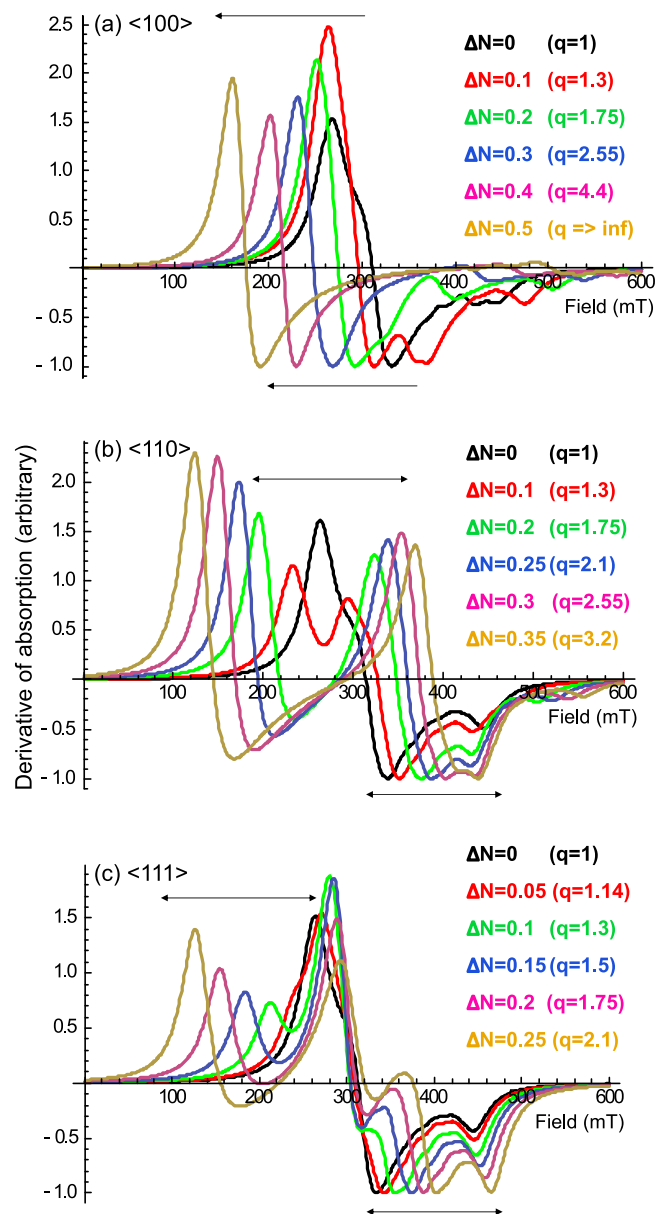 (a) <100>
2.5
2.0
1.5
1.0
0.5
- 0.5
- 1.0
100 200 300 400 500 600
Field (mT)
ΔN=0 (q=1)
ΔN=0.1 (q=1.3)
ΔN=0.2 (q=1.75)
ΔN=0.3 (q=2.55)
ΔN=0.4 (q=4.4)
ΔN=0.5 (q => inf)
Derivative of absorption (arbitrary)
(b) <110>
2.0
1.5
1.0
0.5
- 0.5
- 1.0
100 200 300 400 500 600
Field (mT)
ΔN=0 (q=1)
ΔN=0.1 (q=1.3)
ΔN=0.2 (q=1.75)
ΔN=0.25 (q=2.1)
ΔN=0.3 (q=2.55)
ΔN=0.35 (q=3.2)
(c) <111>
1.5
1.0
0.5
- 0.5
- 1.0
100 200 300 400 500 600
Field (mT)
ΔN=0 (q=1)
ΔN=0.05 (q=1.14)
ΔN=0.1 (q=1.3)
ΔN=0.15 (q=1.5)
ΔN=0.2 (q=1.75)
ΔN=0.25 (q=2.1)